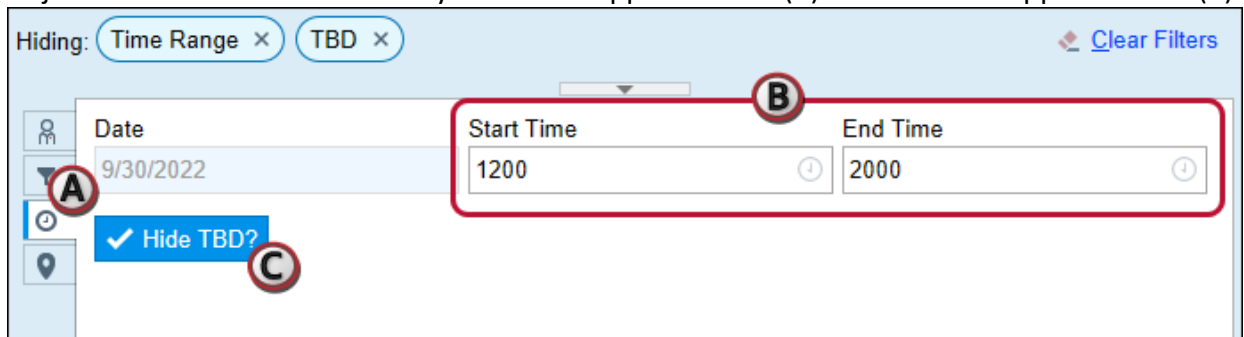 Hiding: Time Range × TBD × Clear Filters
B
Date Start Time End Time
9/30/2022 1200 2000
A
Hide TBD?
C